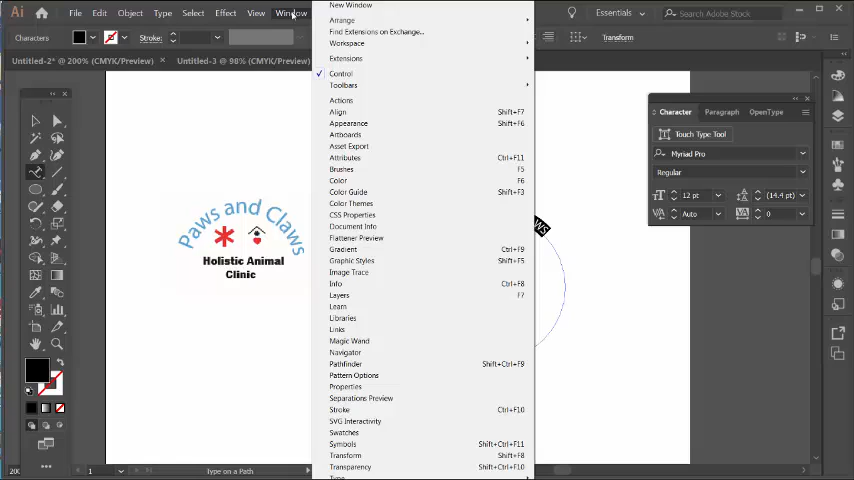 Ai File Edit Object Type Select Effect View Window Essentials Search Adobe Stock
Characters Stroke: Transform
Untitled-2* @ 200% (CMYK/Preview) Untitled-3 @ 98% (CMYK/Preview)
New Window
Arrange
Find Extensions on Exchange...
Workspace
Extensions
Control
Toolbars
Actions
Align Shift+F7
Appearance Shift+F6
Artboards
Asset Export
Attributes Ctrl+F11
Brushes F5
Color F6
Color Guide Shift+F3
Color Themes
CSS Properties
Document Info
Flattener Preview
Gradient Ctrl+F9
Graphic Styles Shift+F5
Image Trace
Info Ctrl+F8
Layers F7
Learn
Libraries
Links
Magic Wand
Navigator
Pathfinder Shift+Ctrl+F9
Pattern Options
Properties
Separations Preview
Stroke Ctrl+F10
SVG Interactivity
Swatches
Symbols Shift+Ctrl+F11
Transform Shift+F8
Transparency Shift+Ctrl+F10
Type
Paws and Claws
Holistic Animal
Clinic
Character Paragraph OpenType
Touch Type Tool
Myriad Pro
Regular
12 pt (14.4 pt)
Auto 0
1 Type on a Path